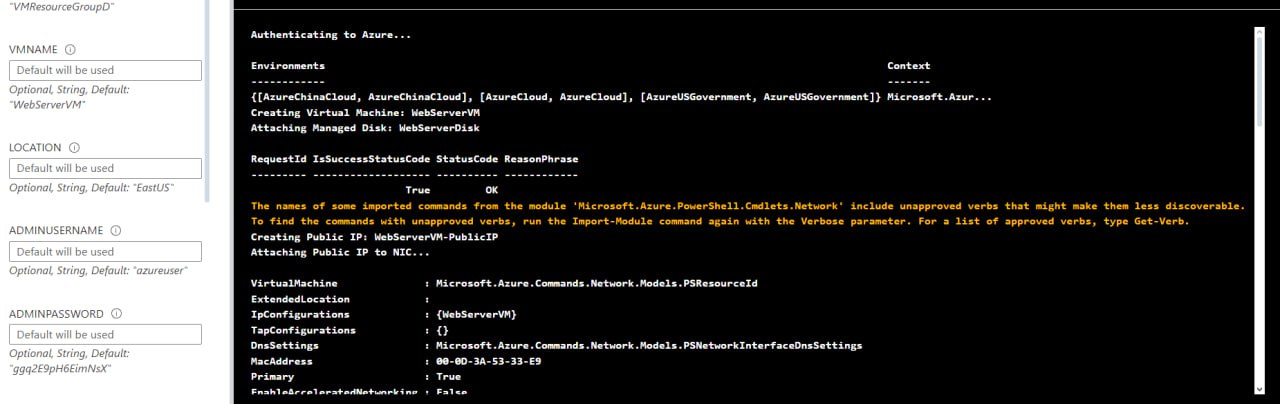 "VMResourceGroupD"
VMNAME
Default will be used
Optional, String, Default:
"WebServerVM"
LOCATION
Default will be used
Optional, String, Default: "EastUS"
ADMINUSERNAME
Default will be used
Optional, String, Default: "azureuser"
ADMINPASSWORD
Default will be used
Optional, String, Default:
"ggq2E9pH6EimNsX"
Authenticating to Azure...
Environments Context
------------ -------
{[AzureChinaCloud, AzureChinaCloud], [AzureCloud, AzureCloud], [AzureUSGovernment, AzureUSGovernment]} Microsoft.Azur...
Creating Virtual Machine: WebServerVM
Attaching Managed Disk: WebServerDisk
RequestId IsSuccessStatusCode StatusCode ReasonPhrase
--------- ------------------- ---------- ------------
True OK
The names of some imported commands from the module 'Microsoft.Azure.PowerShell.Cmdlets.Network' include unapproved verbs that might make them less discoverable.
To find the commands with unapproved verbs, run the Import-Module command again with the Verbose parameter. For a list of approved verbs, type Get-Verb.
Creating Public IP: WebServerVM-PublicIP
Attaching Public IP to NIC...
VirtualMachine : Microsoft.Azure.Commands.Network.Models.PSResourceId
ExtendedLocation :
IpConfigurations : {WebServerVM}
TapConfigurations : {}
DnsSettings : Microsoft.Azure.Commands.Network.Models.PSNetworkInterfaceDnsSettings
MacAddress : 00-0D-3A-53-33-E9
Primary : True
EnableAcceleratedNetworking : False